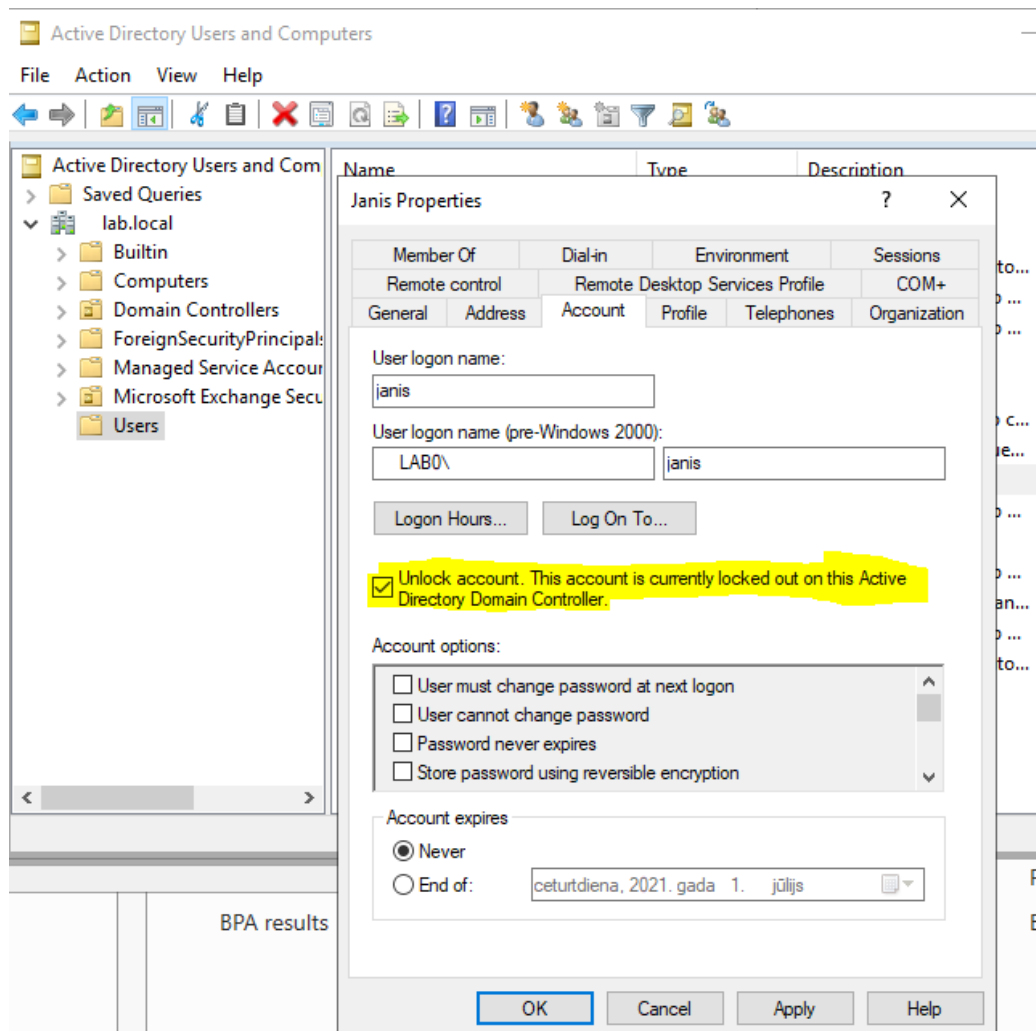 Active Directory Users and Computers
File Action View Help
Active Directory Users and Com
Saved Queries
lab.local
Builtin
Computers
Domain Controllers
ForeignSecurityPrincipals
Managed Service Accour
Microsoft Exchange Secu
Users
Name Type Description
Janis Properties ? ×
Member Of Dial-in Environment Sessions
Remote control Remote Desktop Services Profile COM+
General Address Account Profile Telephones Organization
User logon name:
janis
User logon name (pre-Windows 2000):
LAB0\ janis
Logon Hours... Log On To...
Unlock account. This account is currently locked out on this Active
Directory Domain Controller.
Account options:
User must change password at next logon
User cannot change password
Password never expires
Store password using reversible encryption
Account expires
Never
End of: ceturtdiena, 2021. gada 1. jūlijs
OK Cancel Apply Help
to...
c...
an...
to...
BPA results